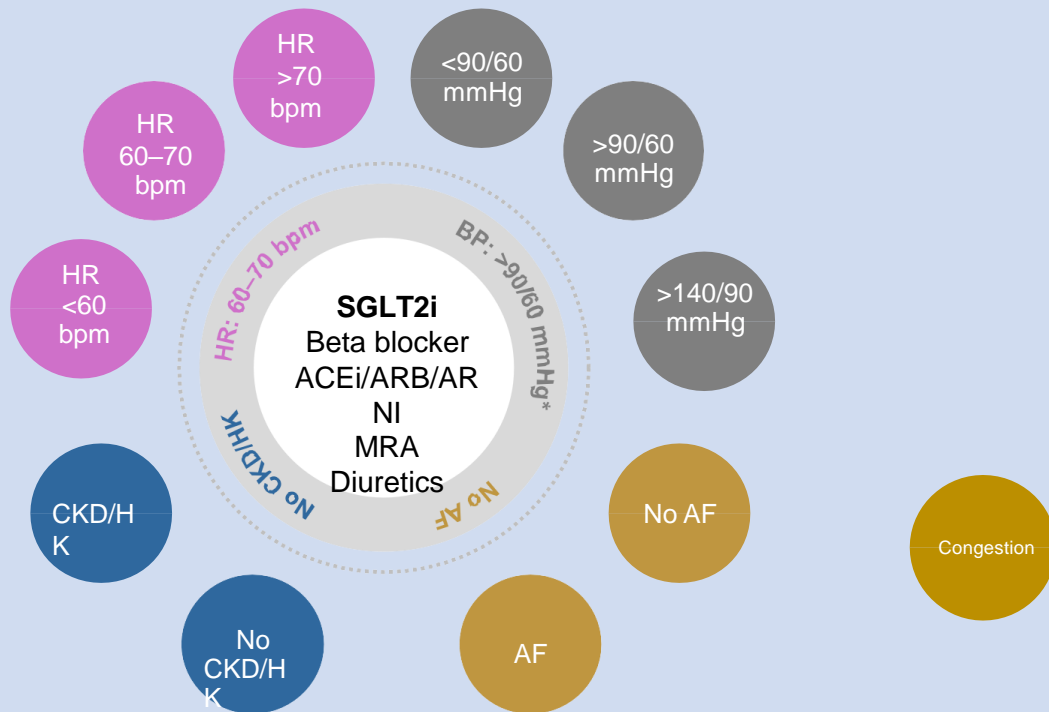 HR
>70
bpm
<90/60
mmHg
HR
60–70
bpm
>90/60
mmHg
HR
<60
bpm
>140/90
mmHg
HR: 60–70 bpm
BP: >90/60 mmHg*
SGLT2i
Beta blocker
ACEi/ARB/AR
NI
MRA
Diuretics
No CKD/HK
No AF
CKD/H
K
No AF
Congestion
No
CKD/H
K
AF